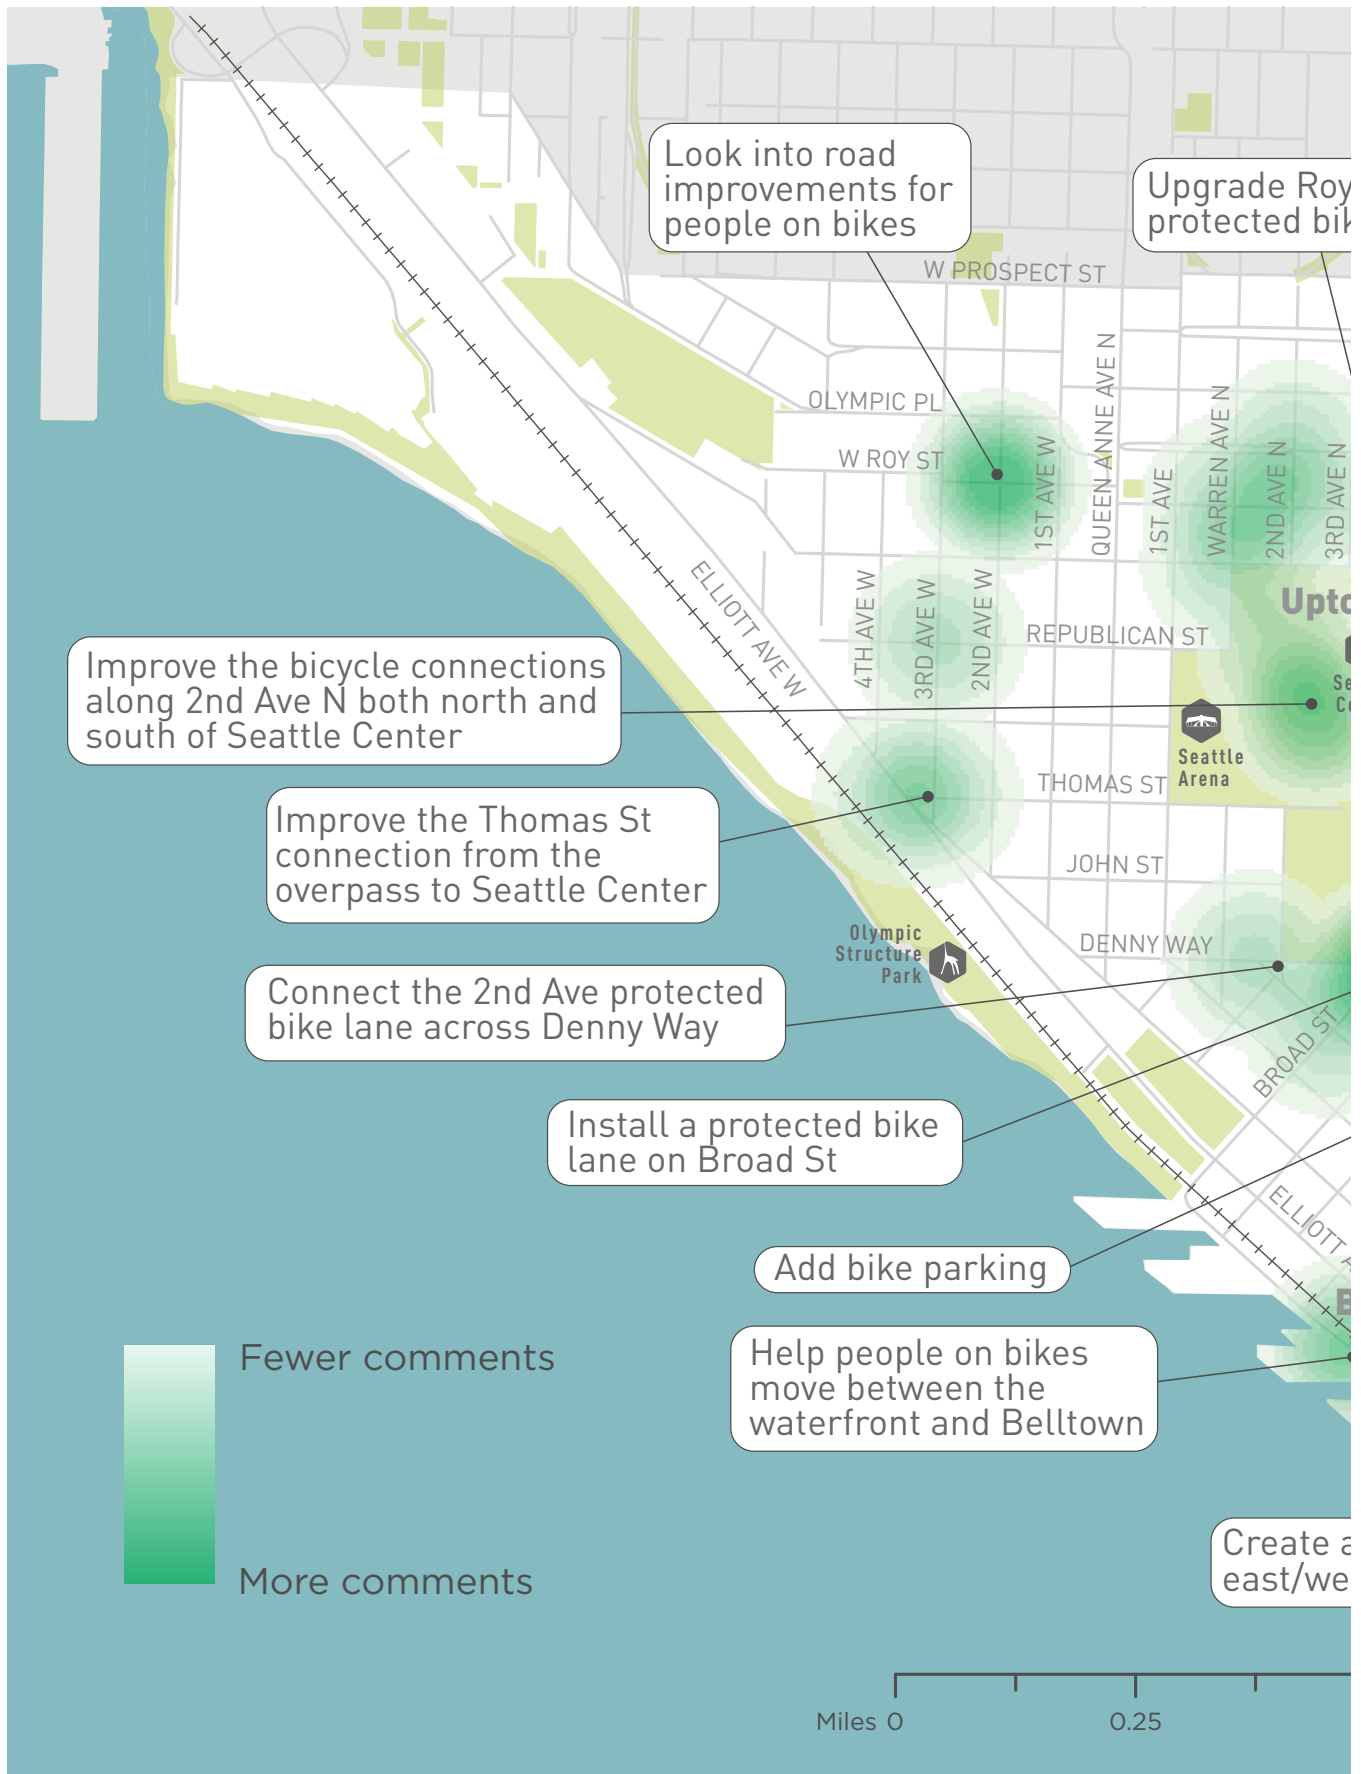 Look into road
improvements for
people on bikes
Upgrade Roy
protected
W PROSPECT ST
OLYMPIC PL
W ROY ST
1ST AVE W
QUEEN ANNE AVE N
1ST AVE
WARREN AVE N
2ND AVE N
3RD AVE N
ELLIOTT AVE W
4TH AVE W
3RD AVE W
2ND AVE W
REPUBLICAN ST
Improve the bicycle connections
along 2nd Ave N both north and
south of Seattle Center
Seattle
Arena
THOMAS ST
Improve the Thomas St
connection from the
overpass to Seattle Center
JOHN ST
Olympic
Structure
Park
DENNY WAY
Connect the 2nd Ave protected
bike lane across Denny Way
BROAD ST
Install a protected bike
lane on Broad St
ELLIOTT
Add bike parking
Help people on bikes
move between the
waterfront and Belltown
Fewer comments
More comments
Create a
Miles 0
0.25